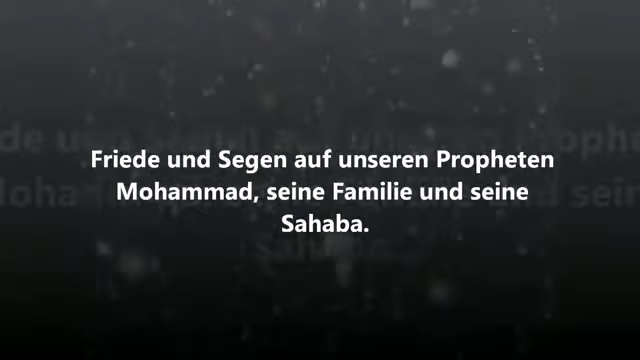 Friede und Segen auf unseren Propheten
Mohammad, seine Familie und seine
Sahaba.